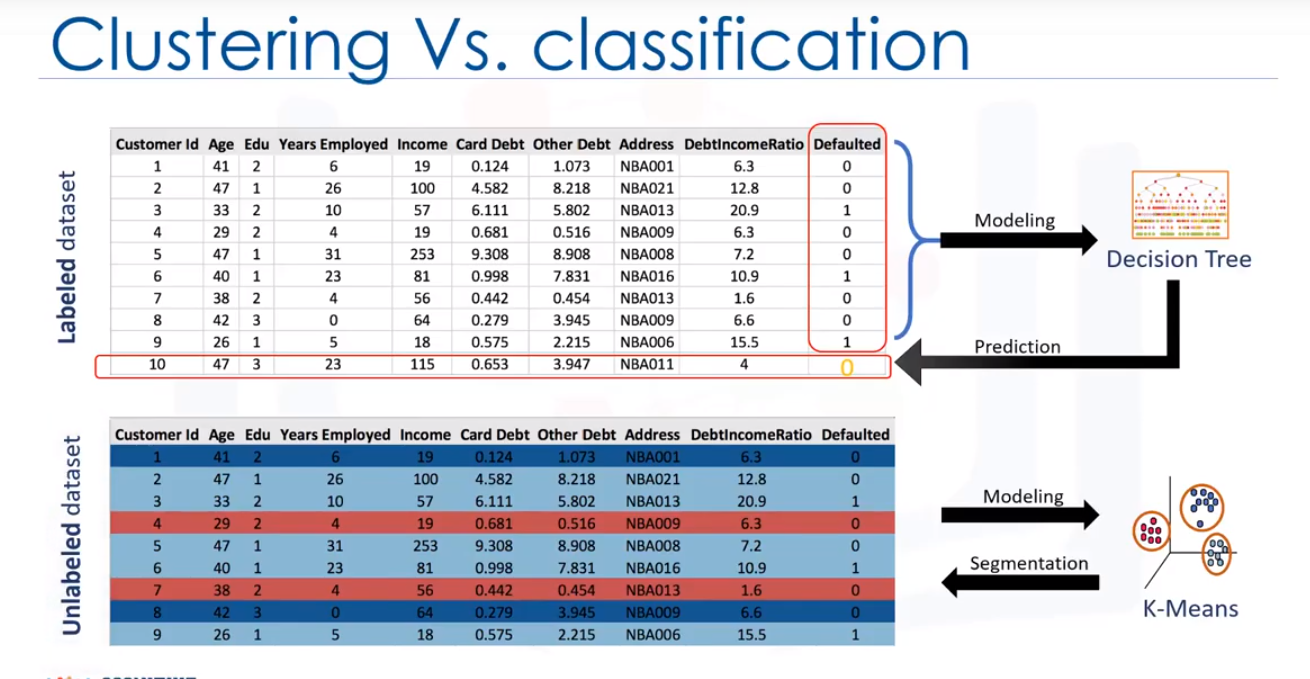 Clustering Vs. classification
Labeled dataset
Customer Id Age Edu Years Employed Income Card Debt Other Debt Address DebtIncomeRatio Defaulted
1 41 2 6 19 0.124 1.073 NBA001 6.3 0
2 47 1 26 100 4.582 8.218 NBA021 12.8 0
3 33 2 10 57 6.111 5.802 NBA013 20.9 1
4 29 2 4 19 0.681 0.516 NBA009 6.3 0
5 47 1 31 253 9.308 8.908 NBA008 7.2 0
6 40 1 23 81 0.998 7.831 NBA016 10.9 1
7 38 2 4 56 0.442 0.454 NBA013 1.6 0
8 42 3 0 64 0.279 3.945 NBA009 6.6 0
9 26 1 5 18 0.575 2.215 NBA006 15.5 1
10 47 3 23 115 0.653 3.947 NBA011 4 0
Modeling
Decision Tree
Prediction
Unlabeled dataset
Customer Id Age Edu Years Employed Income Card Debt Other Debt Address DebtIncomeRatio Defaulted
1 41 2 6 19 0.124 1.073 NBA001 6.3 0
2 47 1 26 100 4.582 8.218 NBA021 12.8 0
3 33 2 10 57 6.111 5.802 NBA013 20.9 1
4 29 2 4 19 0.681 0.516 NBA009 6.3 0
5 47 1 31 253 9.308 8.908 NBA008 7.2 0
6 40 1 23 81 0.998 7.831 NBA016 10.9 1
7 38 2 4 56 0.442 0.454 NBA013 1.6 0
8 42 3 0 64 0.279 3.945 NBA009 6.6 0
9 26 1 5 18 0.575 2.215 NBA006 15.5 1
Modeling
Segmentation
K-Means